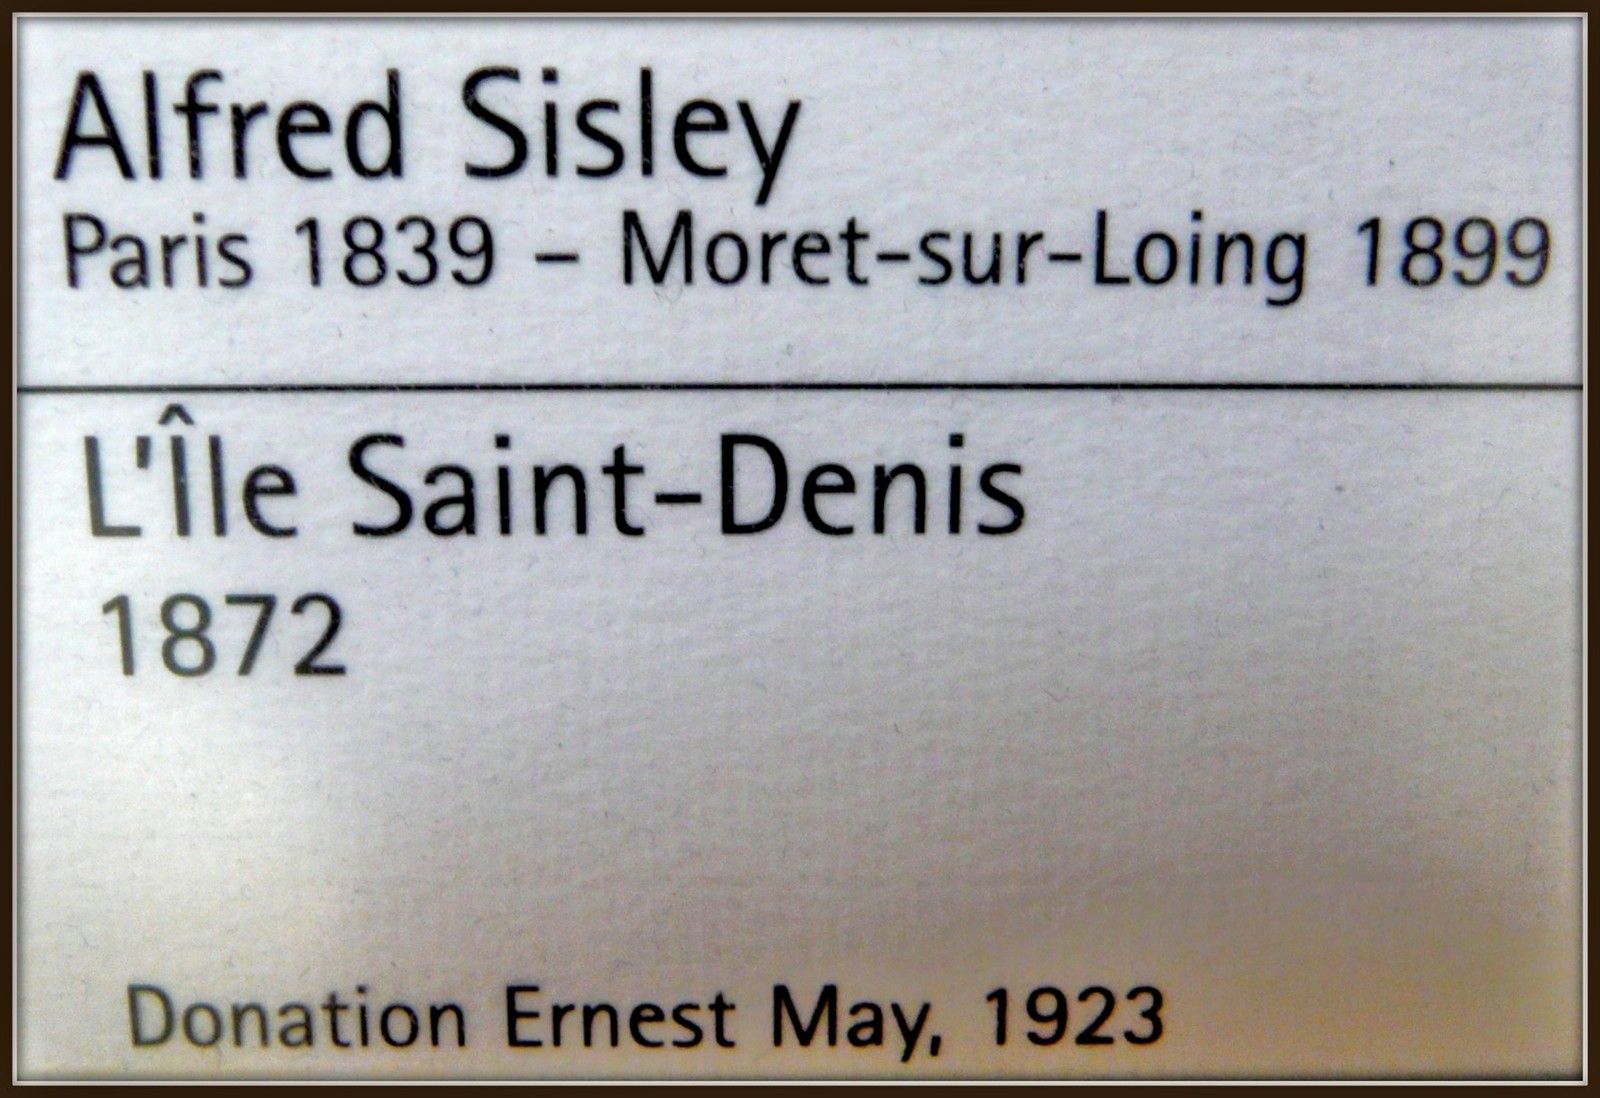 Alfred Sisley
Paris 1839 – Moret-sur-Loing 1899
L'Île Saint-Denis
1872
Donation Ernest May, 1923